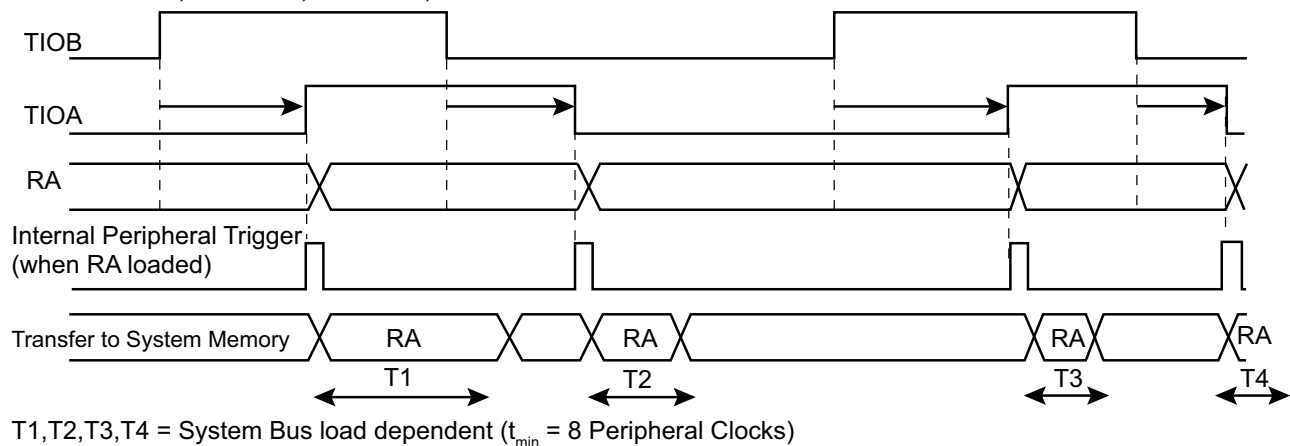 TIOB
TIOA
RA
Internal Peripheral Trigger
(when RA loaded)
Transfer to System Memory
RA
RA
RA
RA
T1
T2
T3
T4
T1,T2,T3,T4 = System Bus load dependent (tmin = 8 Peripheral Clocks)